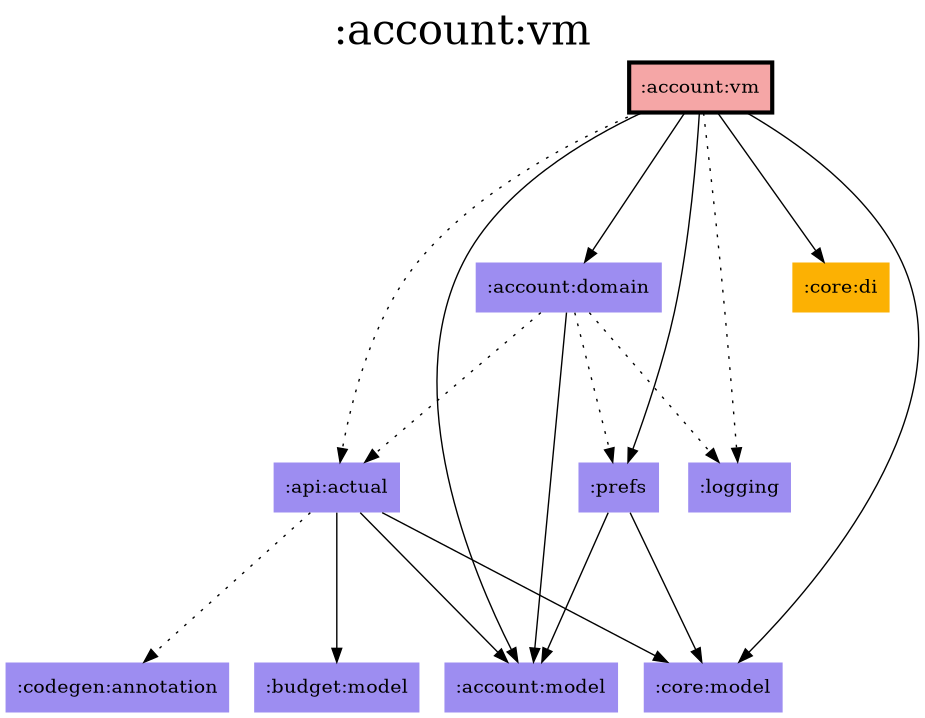 :account:vm
:account:vm
:account:domain
:core:di
:api:actual
:prefs
:logging
:codegen:annotation
:budget:model
:account:model
:core:model